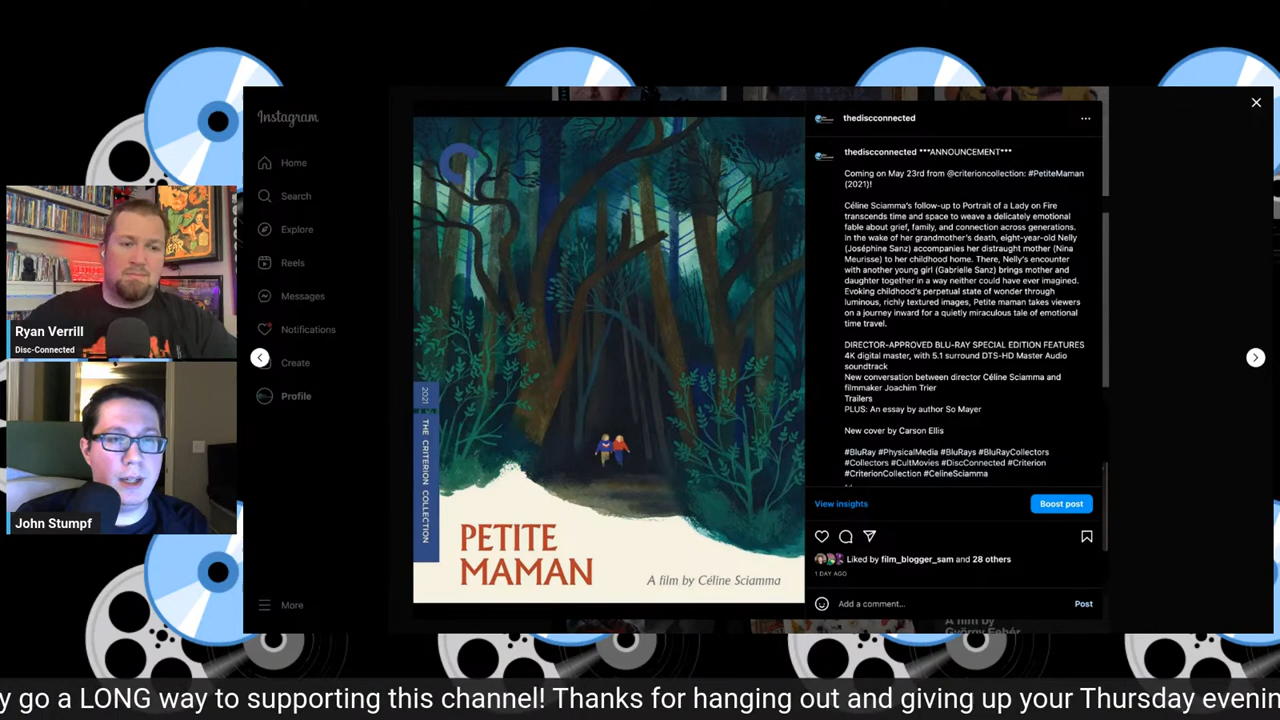 Instagram
Home
Search
Explore
Reels
Messages
Notifications
Create
Profile
More
Ryan Verrill
Disc-Connected
John Stumpf
2021
THE CRITERION COLLECTION
PETITE
MAMAN
A film by Céline Sciamma
thediscconnected
thediscconnected ***ANNOUNCEMENT***
Coming on May 23rd from @criterioncollection: #PetiteMaman
(2021)!
Céline Sciamma's follow-up to Portrait of a Lady on Fire
transcends time and space to weave a delicately emotional
fable about grief, family, and connection across generations.
In the wake of her grandmother's death, eight-year-old Nelly
(Joséphine Sanz) accompanies her distraught mother (Nina
Meurisse) to her childhood home. There, Nelly's encounter
with another young girl (Gabrielle Sanz) brings mother and
daughter together in a way neither could have ever imagined.
Evoking childhood's perpetual state of wonder through
luminous, richly textured images, Petite maman takes viewers
on a journey inward for a quietly miraculous tale of emotional
time travel.
DIRECTOR-APPROVED BLU-RAY SPECIAL EDITION FEATURES
4K digital master, with 5.1 surround DTS-HD Master Audio
soundtrack
New conversation between director Céline Sciamma and
filmmaker Joachim Trier
Trailers
PLUS: An essay by author So Mayer
New cover by Carson Ellis
#BluRay #PhysicalMedia #BluRays #BluRayCollectors
#Collectors #CultMovies #DiscConnected #Criterion
#CriterionCollection #CelineSciamma
View insights
Boost post
Liked by film_blogger_sam and 28 others
1 DAY AGO
Add a comment...
Post
A film by
György Fehér
y go a LONG way to supporting this channel! Thanks for hanging out and giving up your Thursday evenin